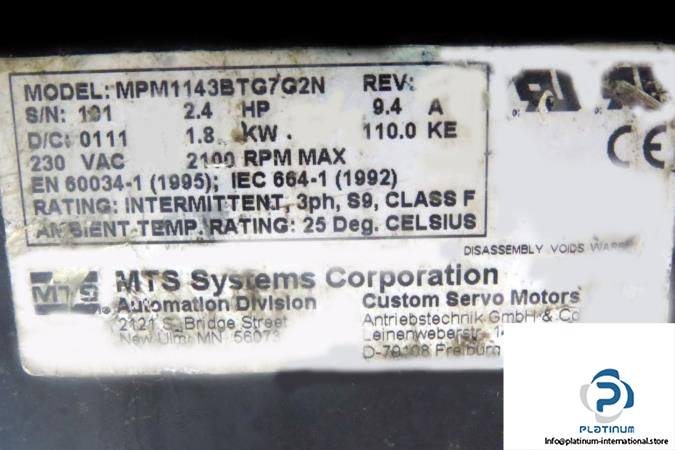 MODEL: MPM1143BTG7G2N REV:
S/N: 191 2.4 HP 9.4 A
D/C: 0111 1.8 KW. 110.0 KE
230 VAC 2100 RPM MAX
EN 60034-1 (1995); IEC 664-1 (1992)
RATING: INTERMITTENT, 3ph, S9, CLASS F
AMBIENT TEMP. RATING: 25 Deg. CELSIUS
CE
DISASSEMBLY VOIDS
MTS MTS Systems Corporation
Automation Division Custom Servo Motors
2121 S. Bridge Street Antriebstechnik GmbH & Co
New Ulm, MN 56073 Leinenweberstr.
D-79108 Freiburg
PLATINUM
Info@platinum-international.store